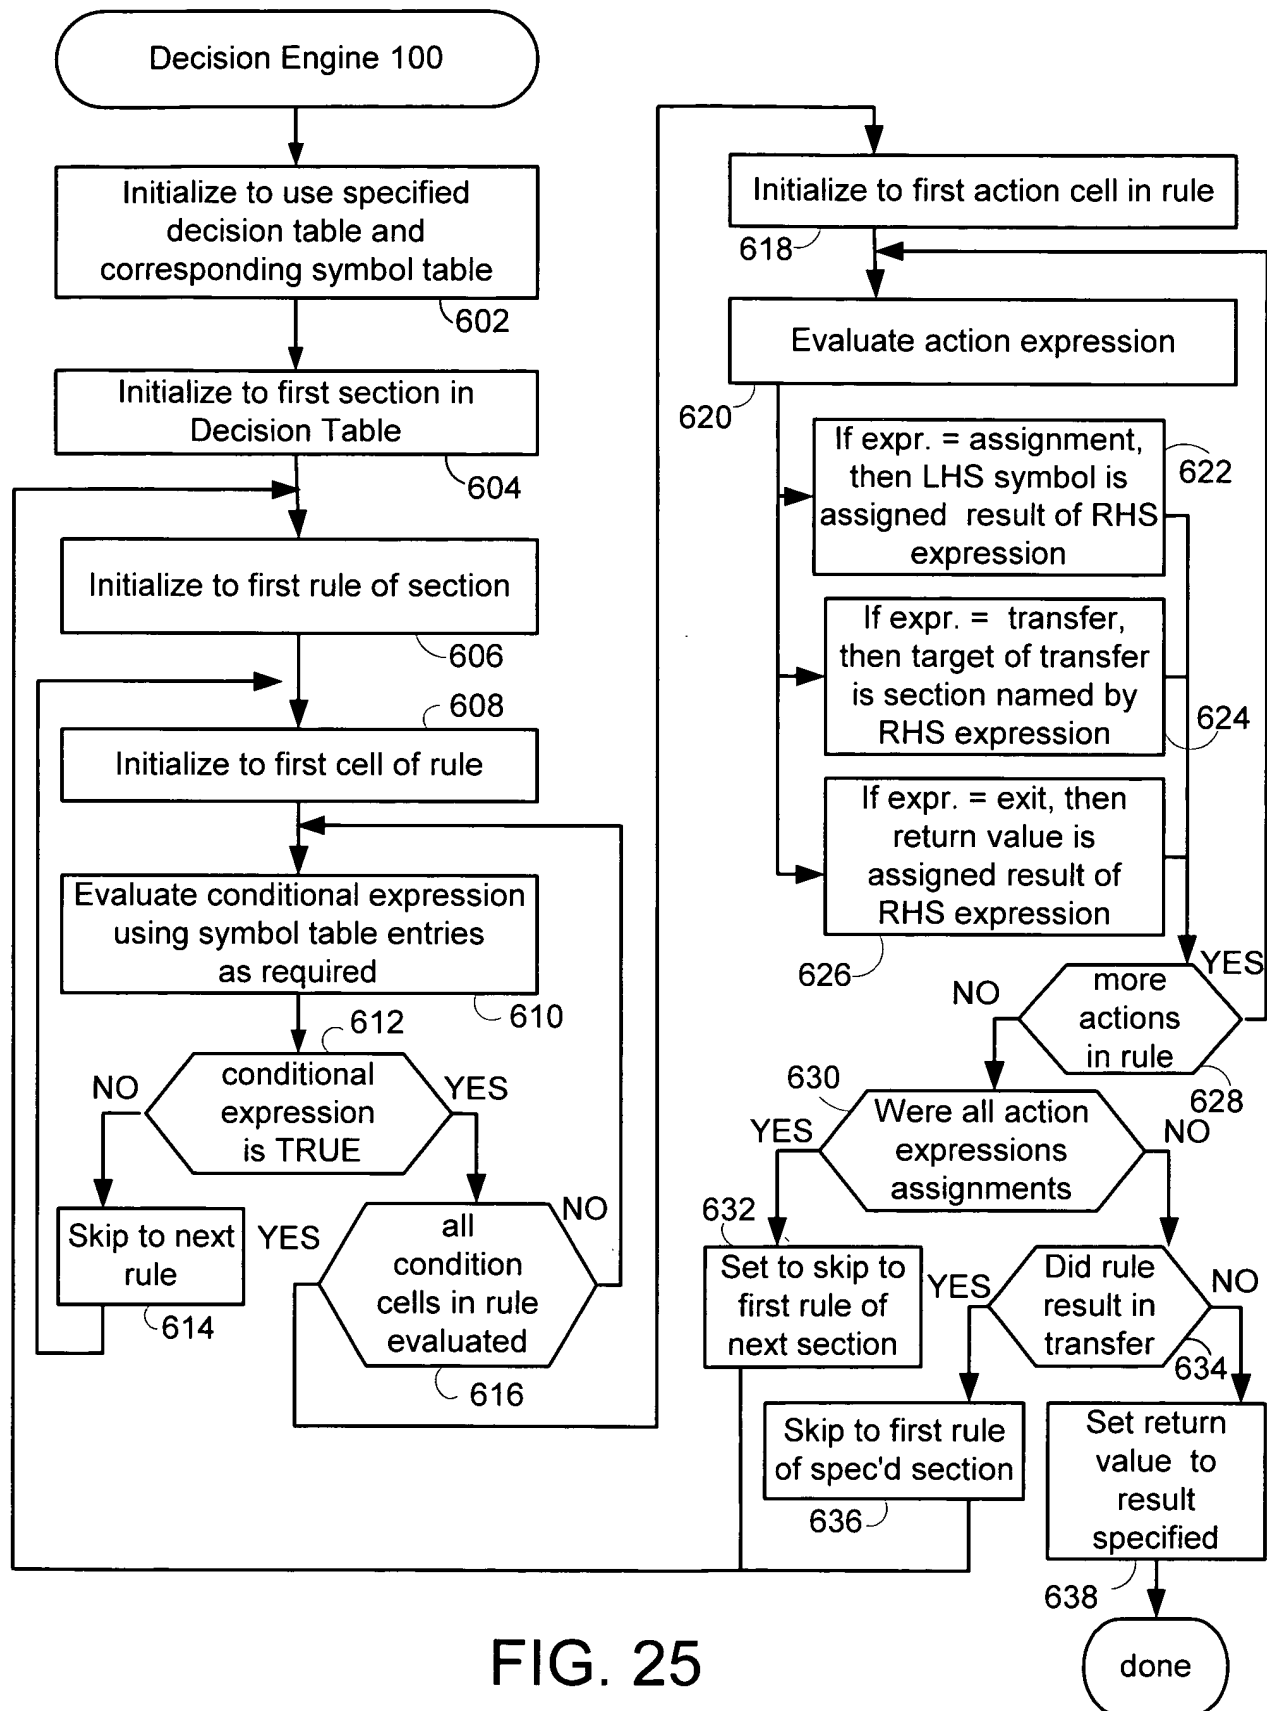 Decision Engine 100
Initialize to use specified
decision table and
corresponding symbol table
602
Initialize to first section in
Decision Table
604
Initialize to first rule of section
606
608
Initialize to first cell of rule
Evaluate conditional expression
using symbol table entries
as required
610
612
NO
conditional
expression
is TRUE
YES
Skip to next
rule
614
YES
all
condition
cells in rule
evaluated
NO
616
Initialize to first action cell in rule
618
Evaluate action expression
620
If expr. = assignment,
then LHS symbol is
assigned result of RHS
expression
622
If expr. = transfer,
then target of transfer
is section named by
RHS expression
624
If expr. = exit, then
return value is
assigned result of
RHS expression
626
YES
NO
more
actions
in rule
628
630
YES
Were all action
expressions
assignments
NO
632
Set to skip to
first rule of
next section
YES
Did rule
result in
transfer
NO
634
Skip to first rule
of spec'd section
636
Set return
value to
result
specified
638
done
FIG. 25